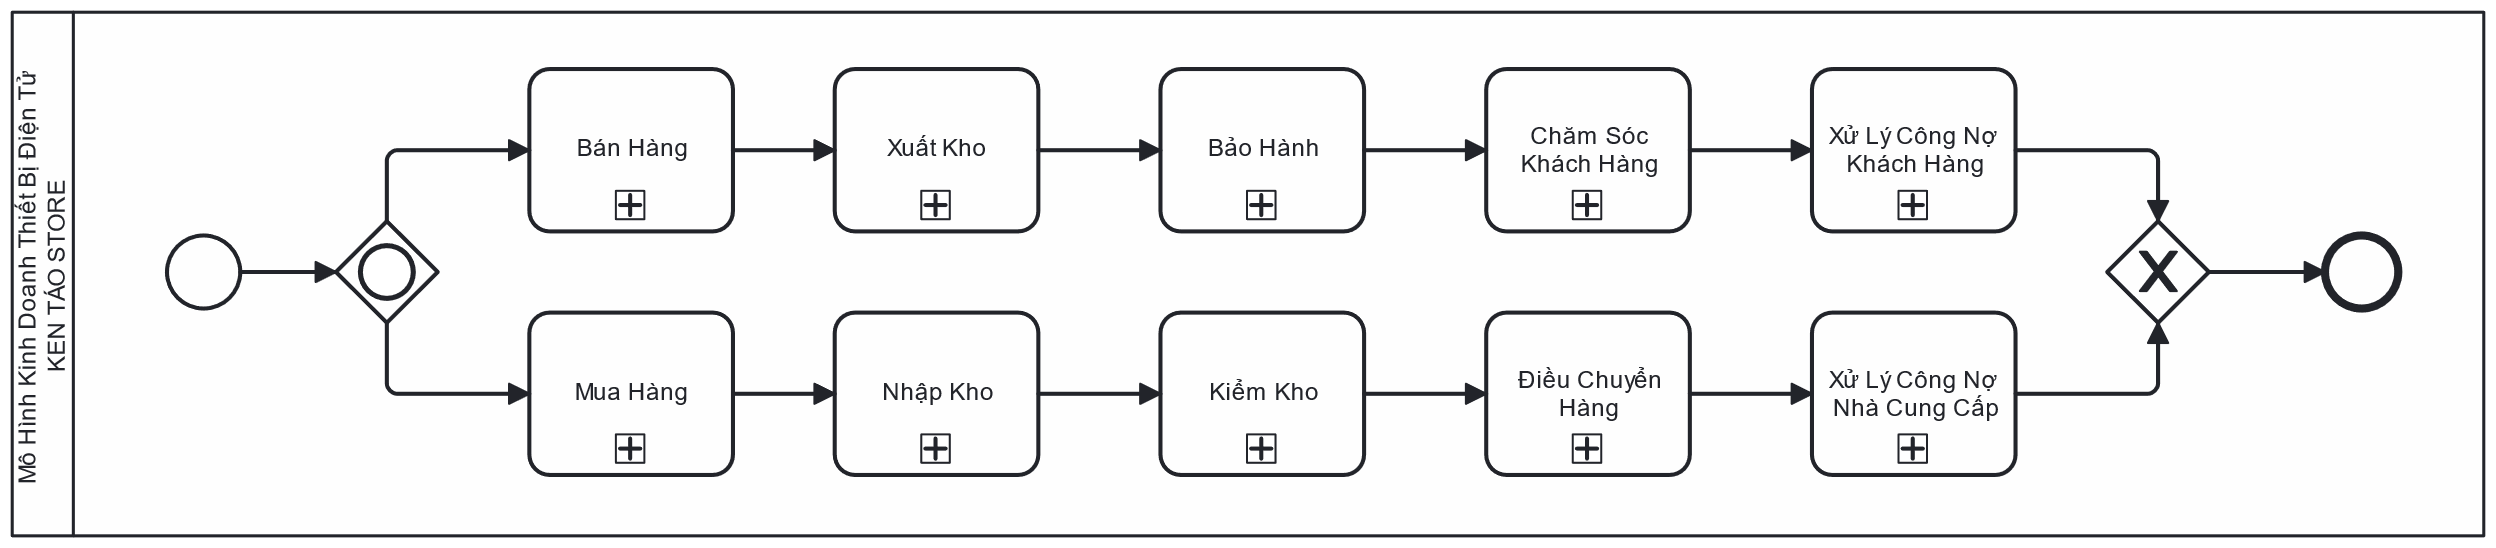 Mô Hình Kinh Doanh Thiết Bị Điện Tử
KEN TÁO STORE
Bán Hàng
Xuất Kho
Bảo Hành
Chăm Sóc
Khách Hàng
Xử Lý Công Nợ
Khách Hàng
Mua Hàng
Nhập Kho
Kiểm Kho
Điều Chuyển
Hàng
Xử Lý Công Nợ
Nhà Cung Cấp